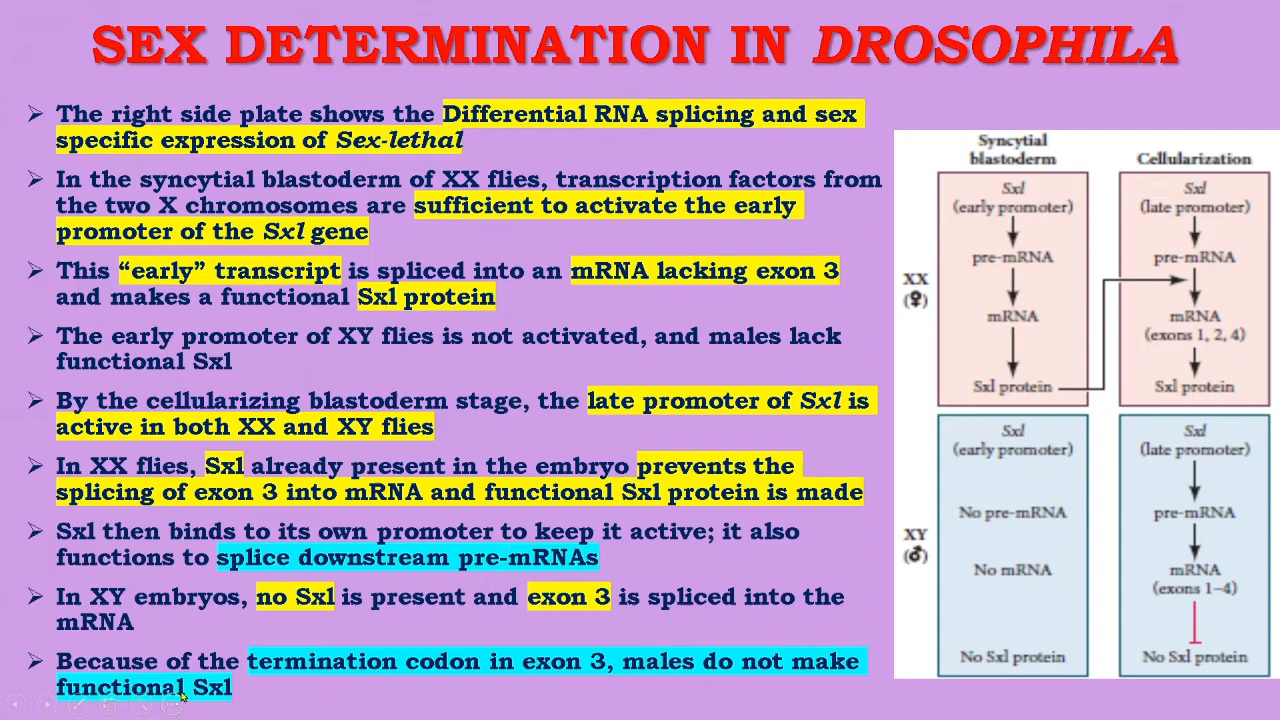 SEX DETERMINATION IN DROSOPHILA
➢ The right side plate shows the Differential RNA splicing and sex
specific expression of Sex-lethal
➢ In the syncytial blastoderm of XX flies, transcription factors from
the two X chromosomes are sufficient to activate the early
promoter of the Sxl gene
➢ This “early” transcript is spliced into an mRNA lacking exon 3
and makes a functional Sxl protein
➢ The early promoter of XY flies is not activated, and males lack
functional Sxl
➢ By the cellularizing blastoderm stage, the late promoter of Sxl is
active in both XX and XY flies
➢ In XX flies, Sxl already present in the embryo prevents the
splicing of exon 3 into mRNA and functional Sxl protein is made
➢ Sxl then binds to its own promoter to keep it active; it also
functions to splice downstream pre-mRNAs
➢ In XY embryos, no Sxl is present and exon 3 is spliced into the
mRNA
➢ Because of the termination codon in exon 3, males do not make
functional Sxl
Syncytial
blastoderm
Cellularization
XX
(♀)
Sxl
(early promoter)
pre-mRNA
mRNA
Sxl protein
Sxl
(late promoter)
pre-mRNA
mRNA
(exons 1, 2, 4)
Sxl protein
XY
(♂)
Sxl
(early promoter)
No pre-mRNA
No mRNA
No Sxl protein
Sxl
(late promoter)
pre-mRNA
mRNA
(exons 1–4)
No Sxl protein